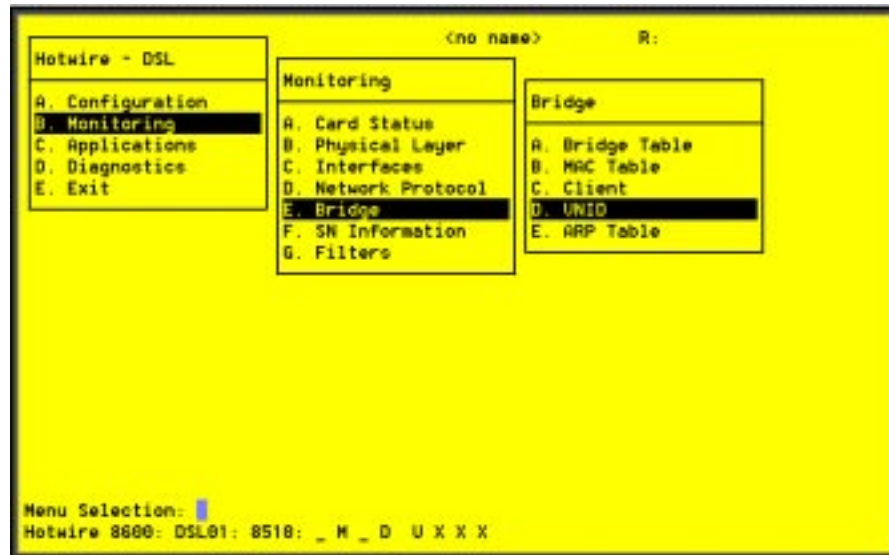 <no name> R:
Hotwire - DSL
A. Configuration
B. Monitoring
C. Applications
D. Diagnostics
E. Exit
Monitoring
A. Card Status
B. Physical Layer
C. Interfaces
D. Network Protocol
E. Bridge
F. SN Information
G. Filters
Bridge
A. Bridge Table
B. MAC Table
C. Client
D. VNID
E. ARP Table
Menu Selection:
Hotwire 8600: DSL01: 8510: _ M _ D U X X X